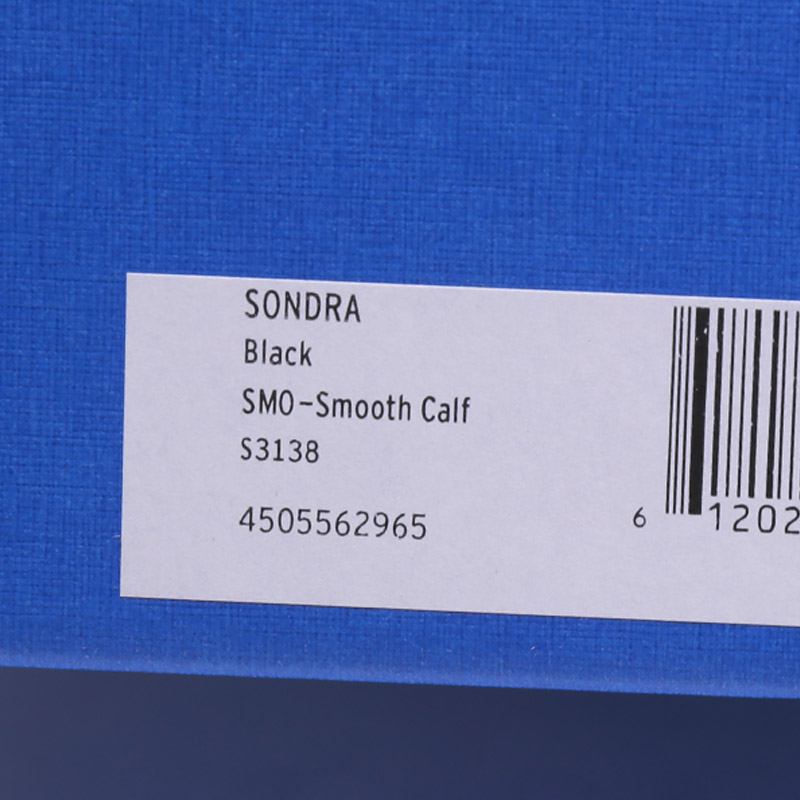 SONDRA
Black
SMO-Smooth Calf
S3138
4505562965
6 1202